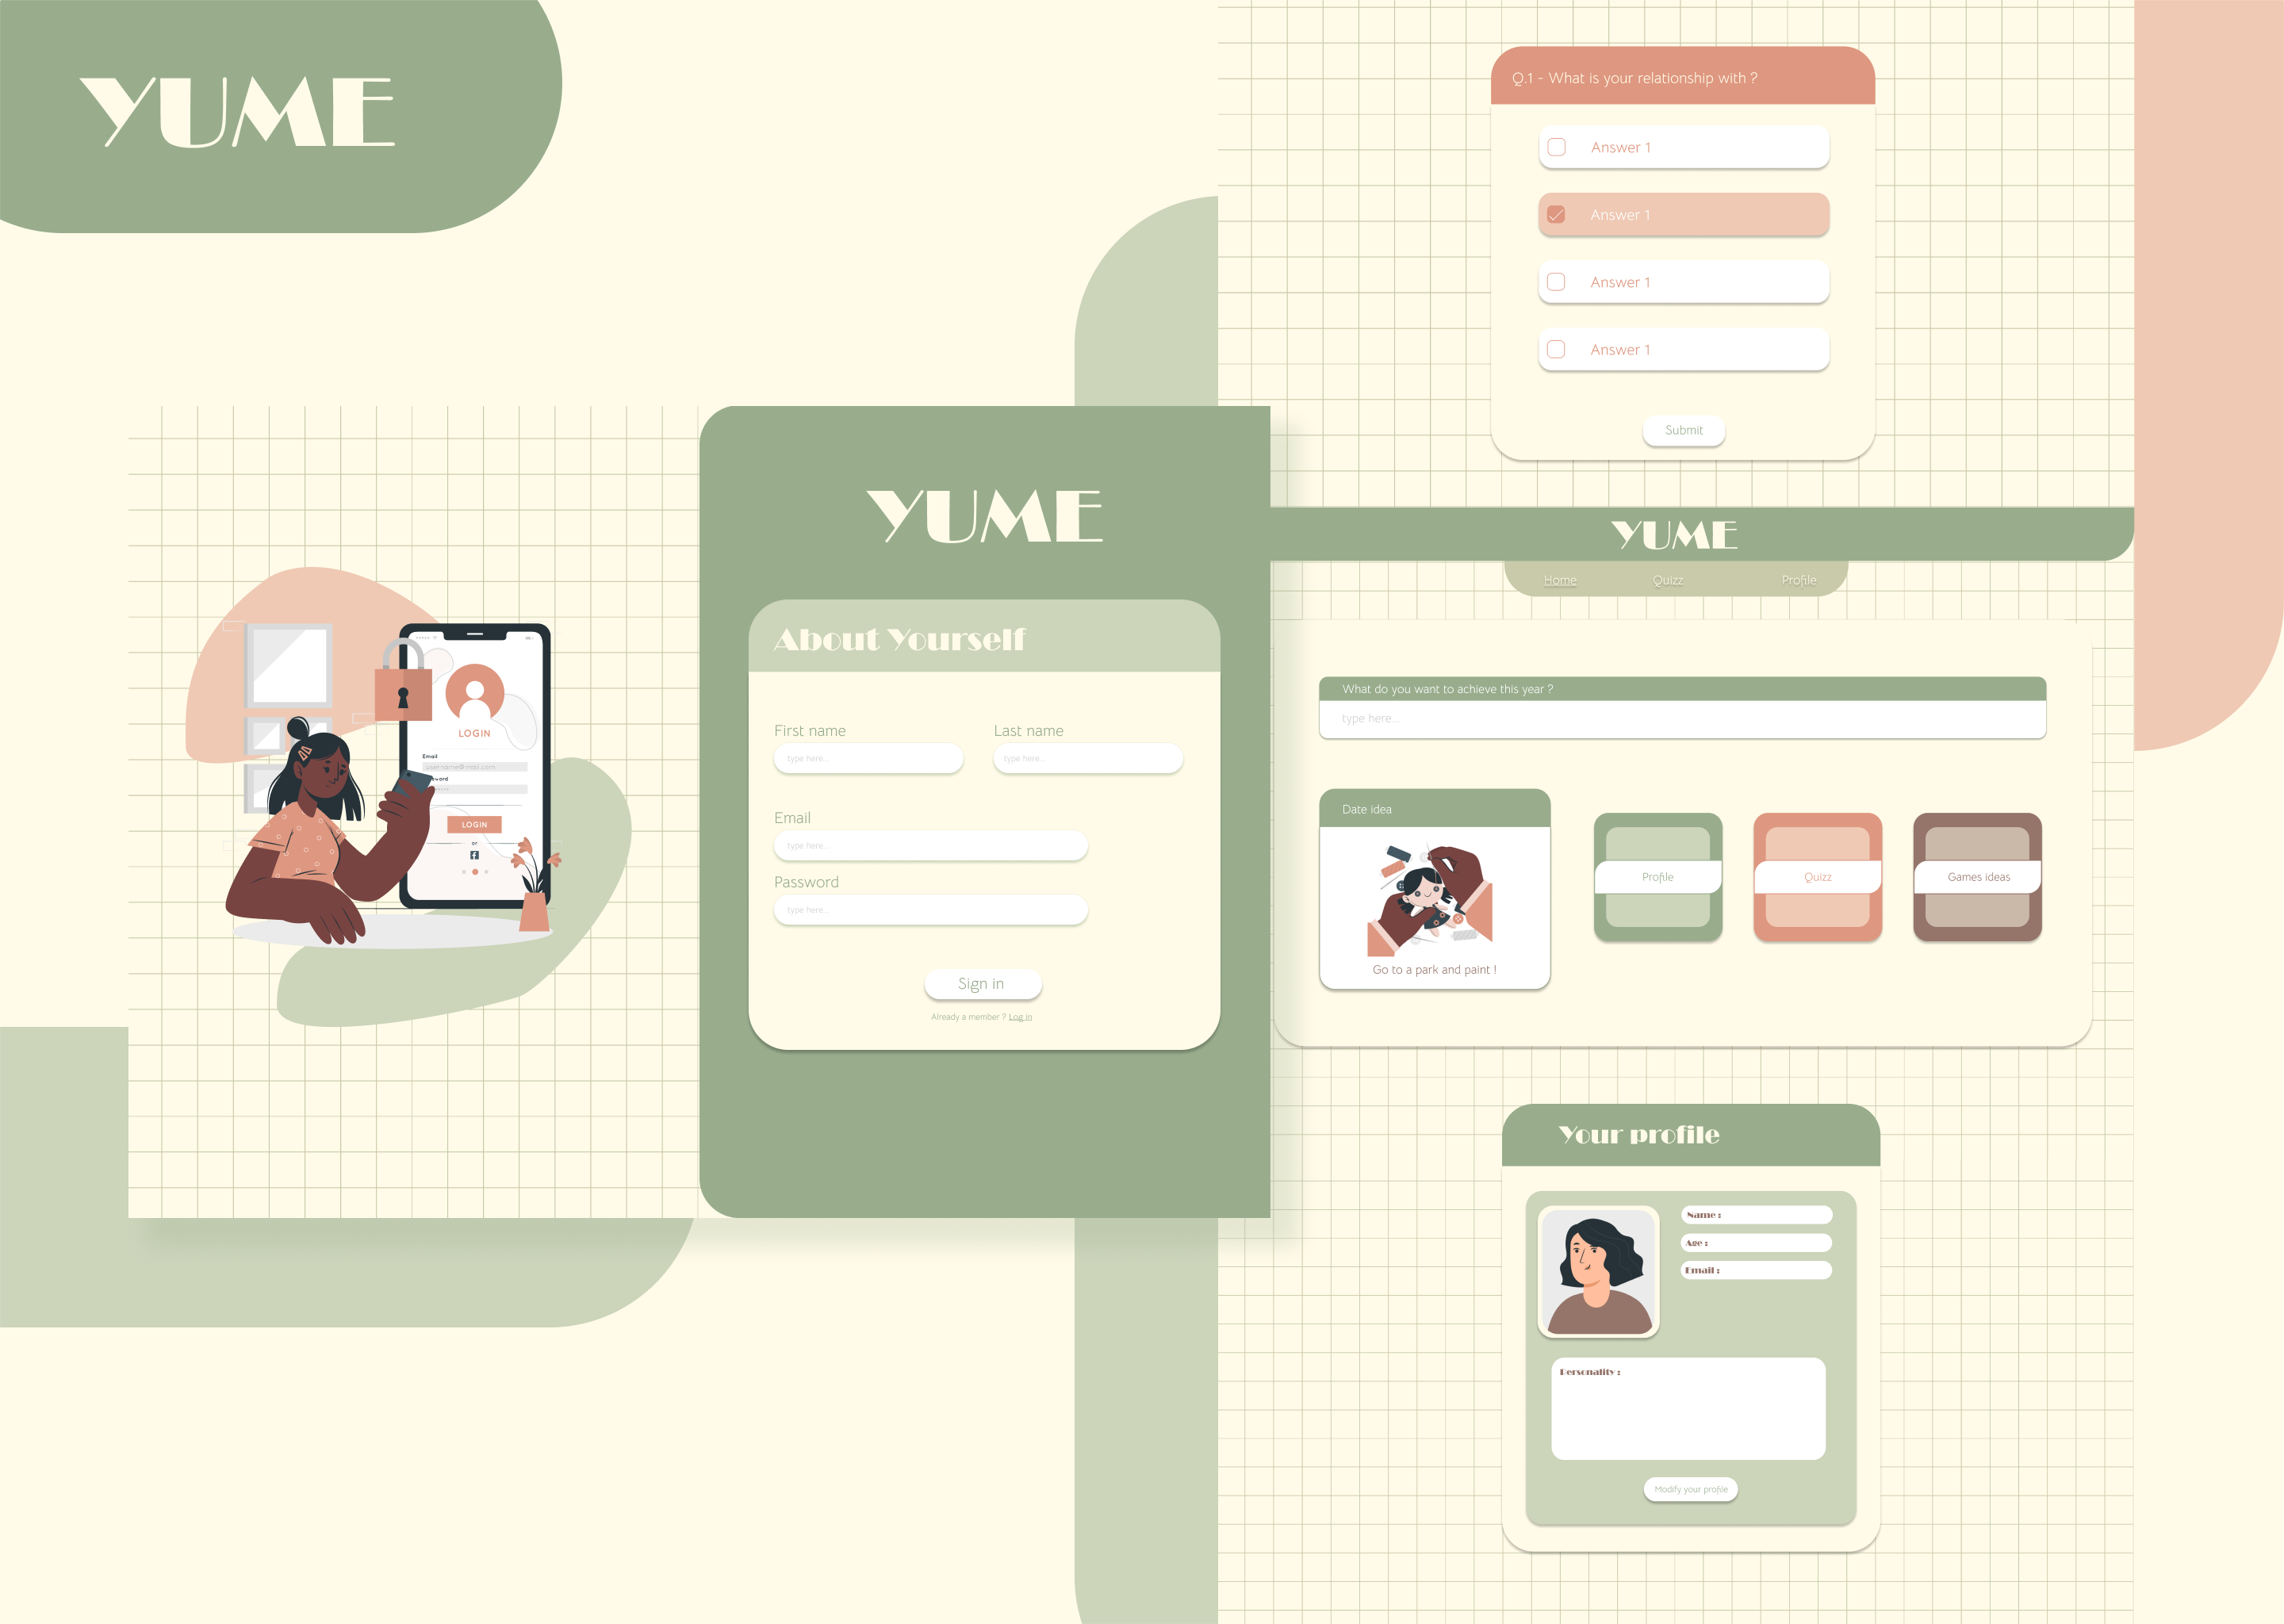 YUME
Q.1 - What is your relationship with ?
Answer 1
Answer 1
Answer 1
Answer 1
Submit
YUME
Home
Quizz
Profile
What do you want to achieve this year ?
type here...
Date idea
Go to a park and paint !
Profile
Quizz
Games ideas
YUME
About Yourself
First name
Last name
type here...
type here...
Email
type here...
Password
type here...
Sign in
Already a member ? Log in
LOGIN
Email
username@mail.com
LOGIN
or
Your profile
Name :
Age :
Email :
Personality :
Modify your profile